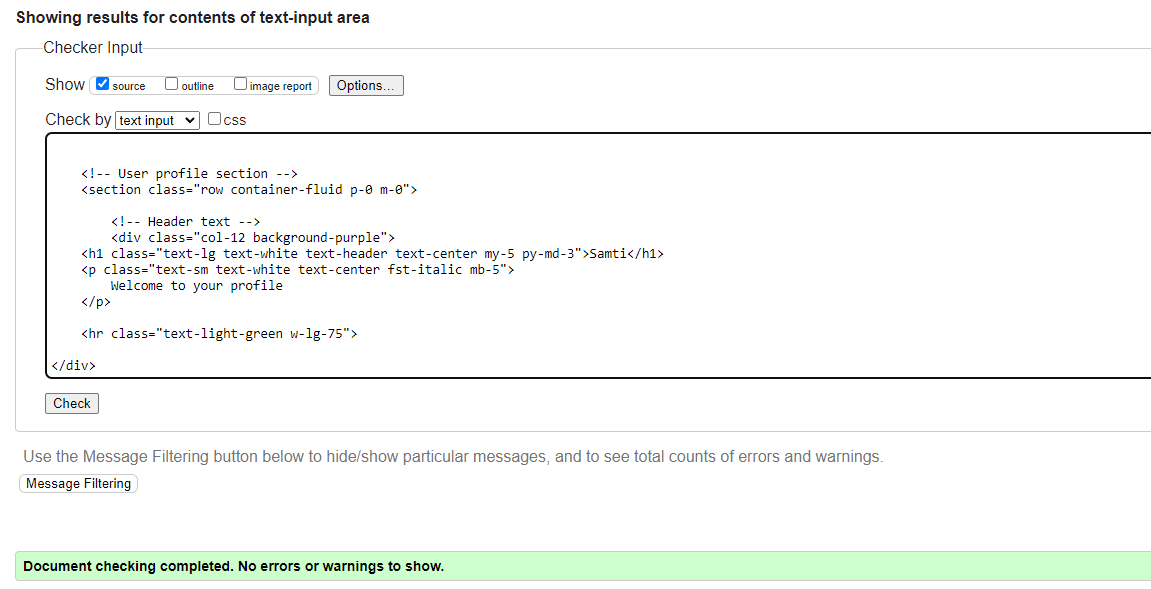 Showing results for contents of text-input area
Checker Input
Show source outline image report Options...
Check by text input css
<!-- User profile section -->
<section class="row container-fluid p-0 m-0">
<!-- Header text -->
<div class="col-12 background-purple">
<h1 class="text-lg text-white text-header text-center my-5 py-md-3">Samti</h1>
<p class="text-sm text-white text-center fst-italic mb-5">
Welcome to your profile
</p>
<hr class="text-light-green w-lg-75">
</div>
Check
Use the Message Filtering button below to hide/show particular messages, and to see total counts of errors and warnings.
Message Filtering
Document checking completed. No errors or warnings to show.